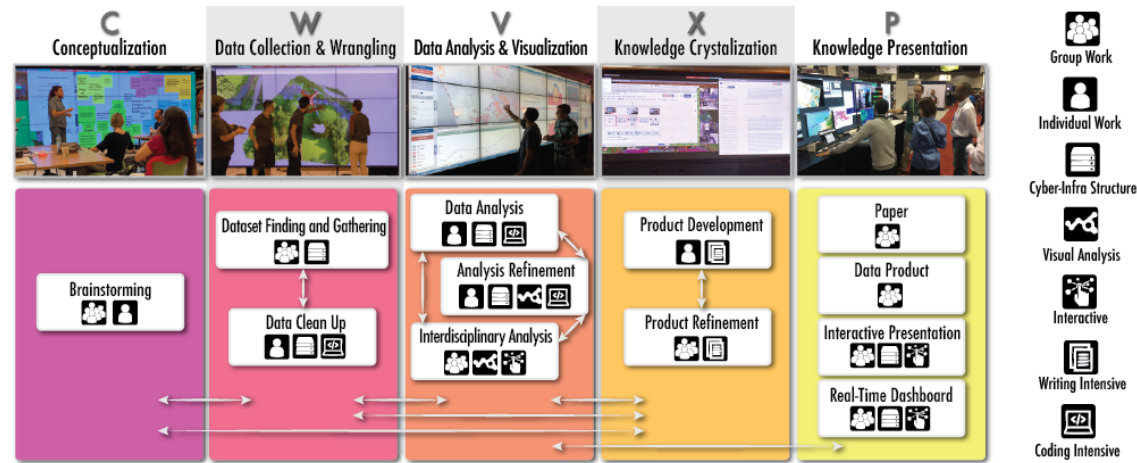 C
Conceptualization
W
Data Collection & Wrangling
V
Data Analysis & Visualization
X
Knowledge Crystalization
P
Knowledge Presentation
Brainstorming
Dataset Finding and Gathering
Data Clean Up
Data Analysis
Analysis Refinement
Interdisciplinary Analysis
Product Development
Product Refinement
Paper
Data Product
Interactive Presentation
Real-Time Dashboard
Group Work
Individual Work
Cyber-Infra Structure
Visual Analysis
Interactive
Writing Intensive
Coding Intensive